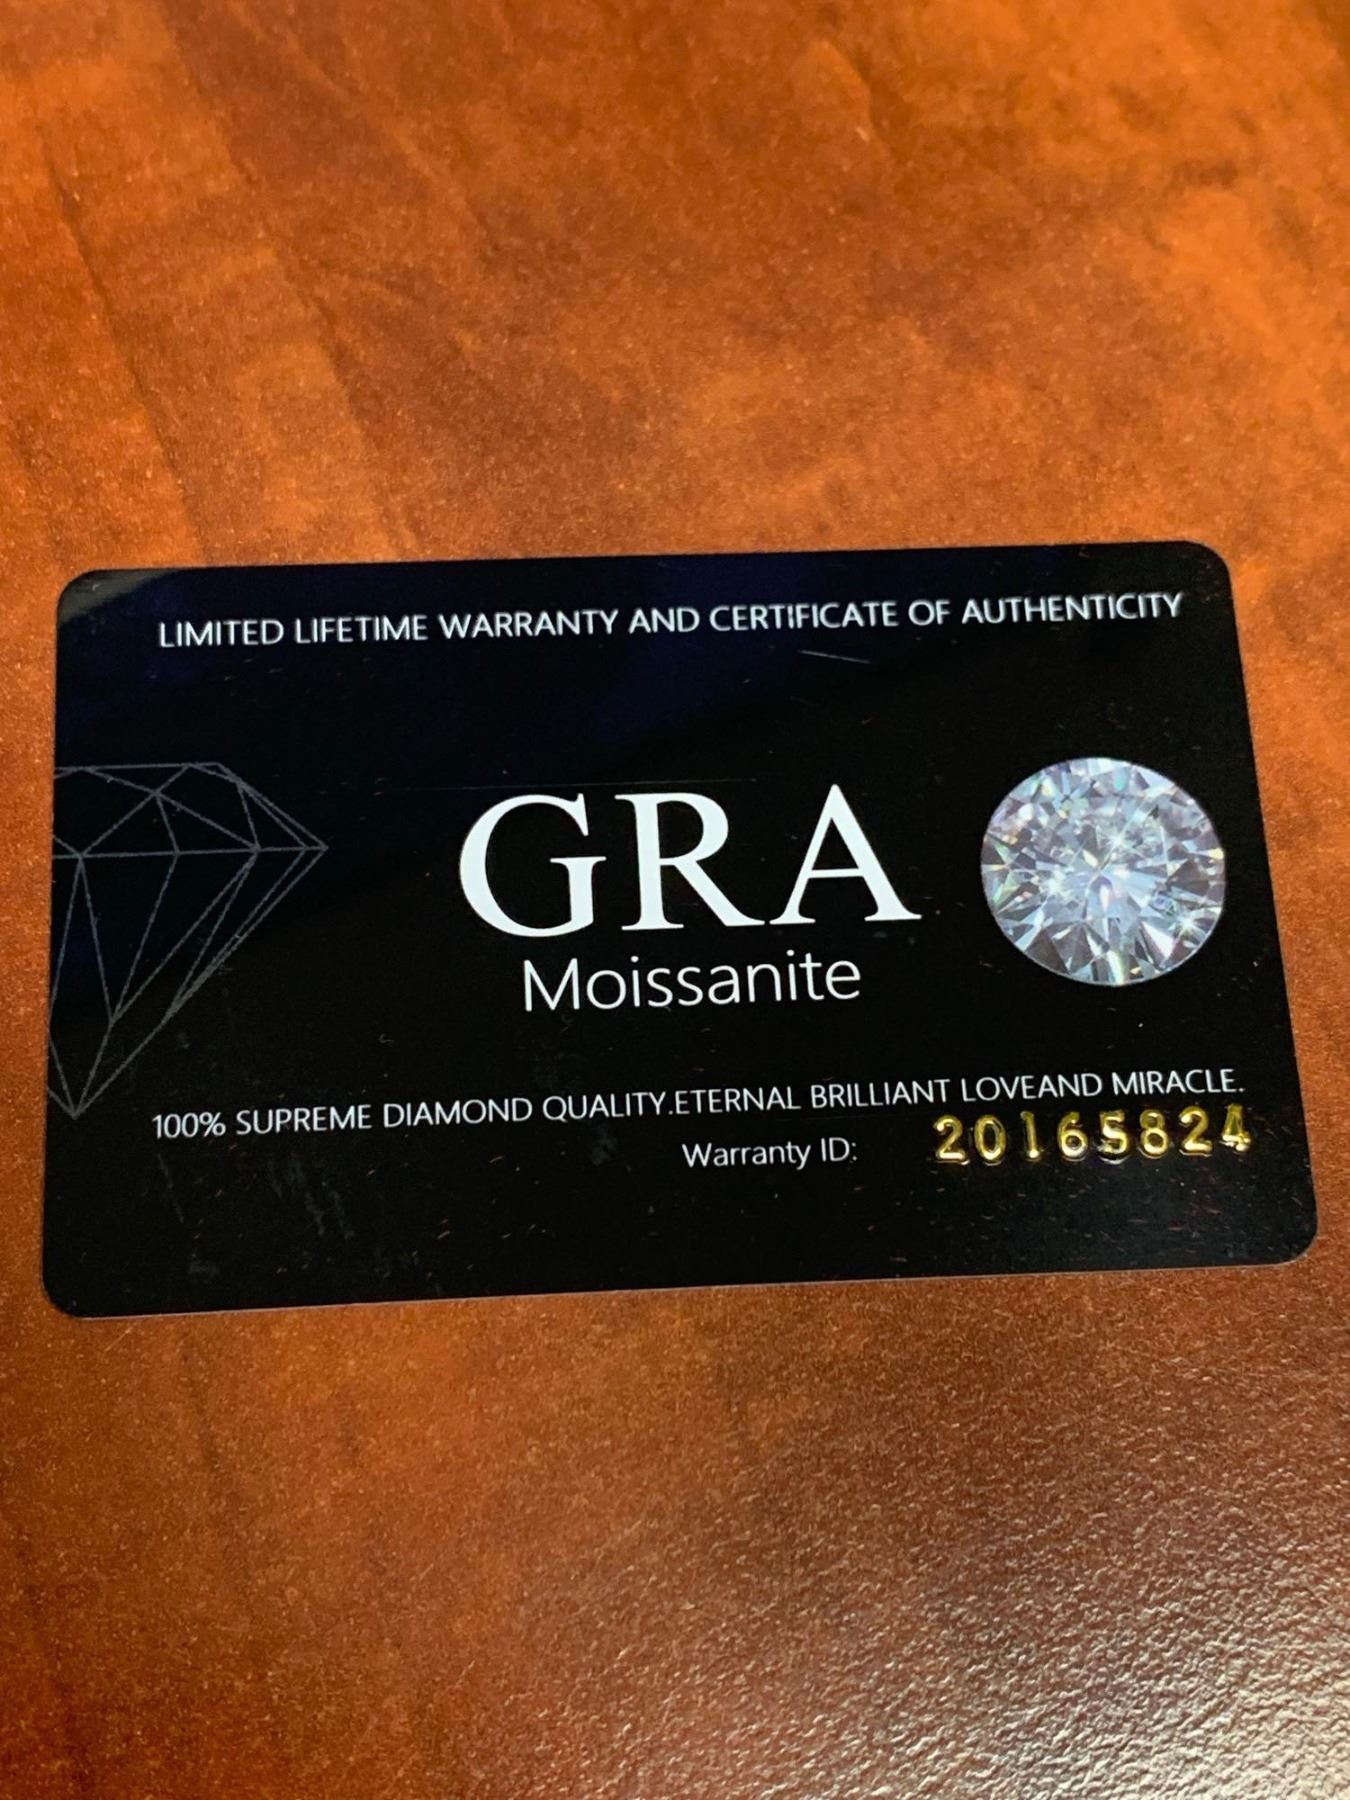 LIMITED LIFETIME WARRANTY AND CERTIFICATE OF AUTHENTICITY
GRA
Moissanite
100% SUPREME DIAMOND QUALITY.ETERNAL BRILLIANT LOVEAND MIRACLE.
Warranty ID: 20165824